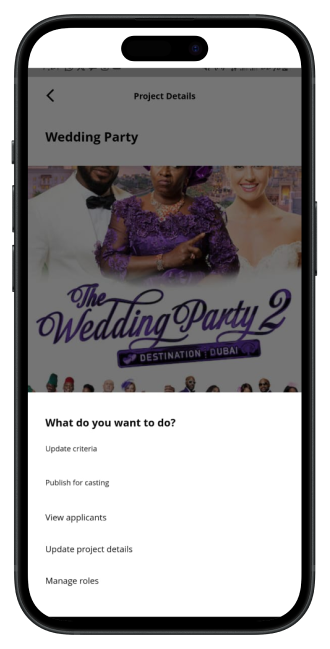 Project Details
Wedding Party
The
Wedding Party 2
DESTINATION DUBAI
What do you want to do?
Update criteria
Publish for casting
View applicants
Update project details
Manage roles